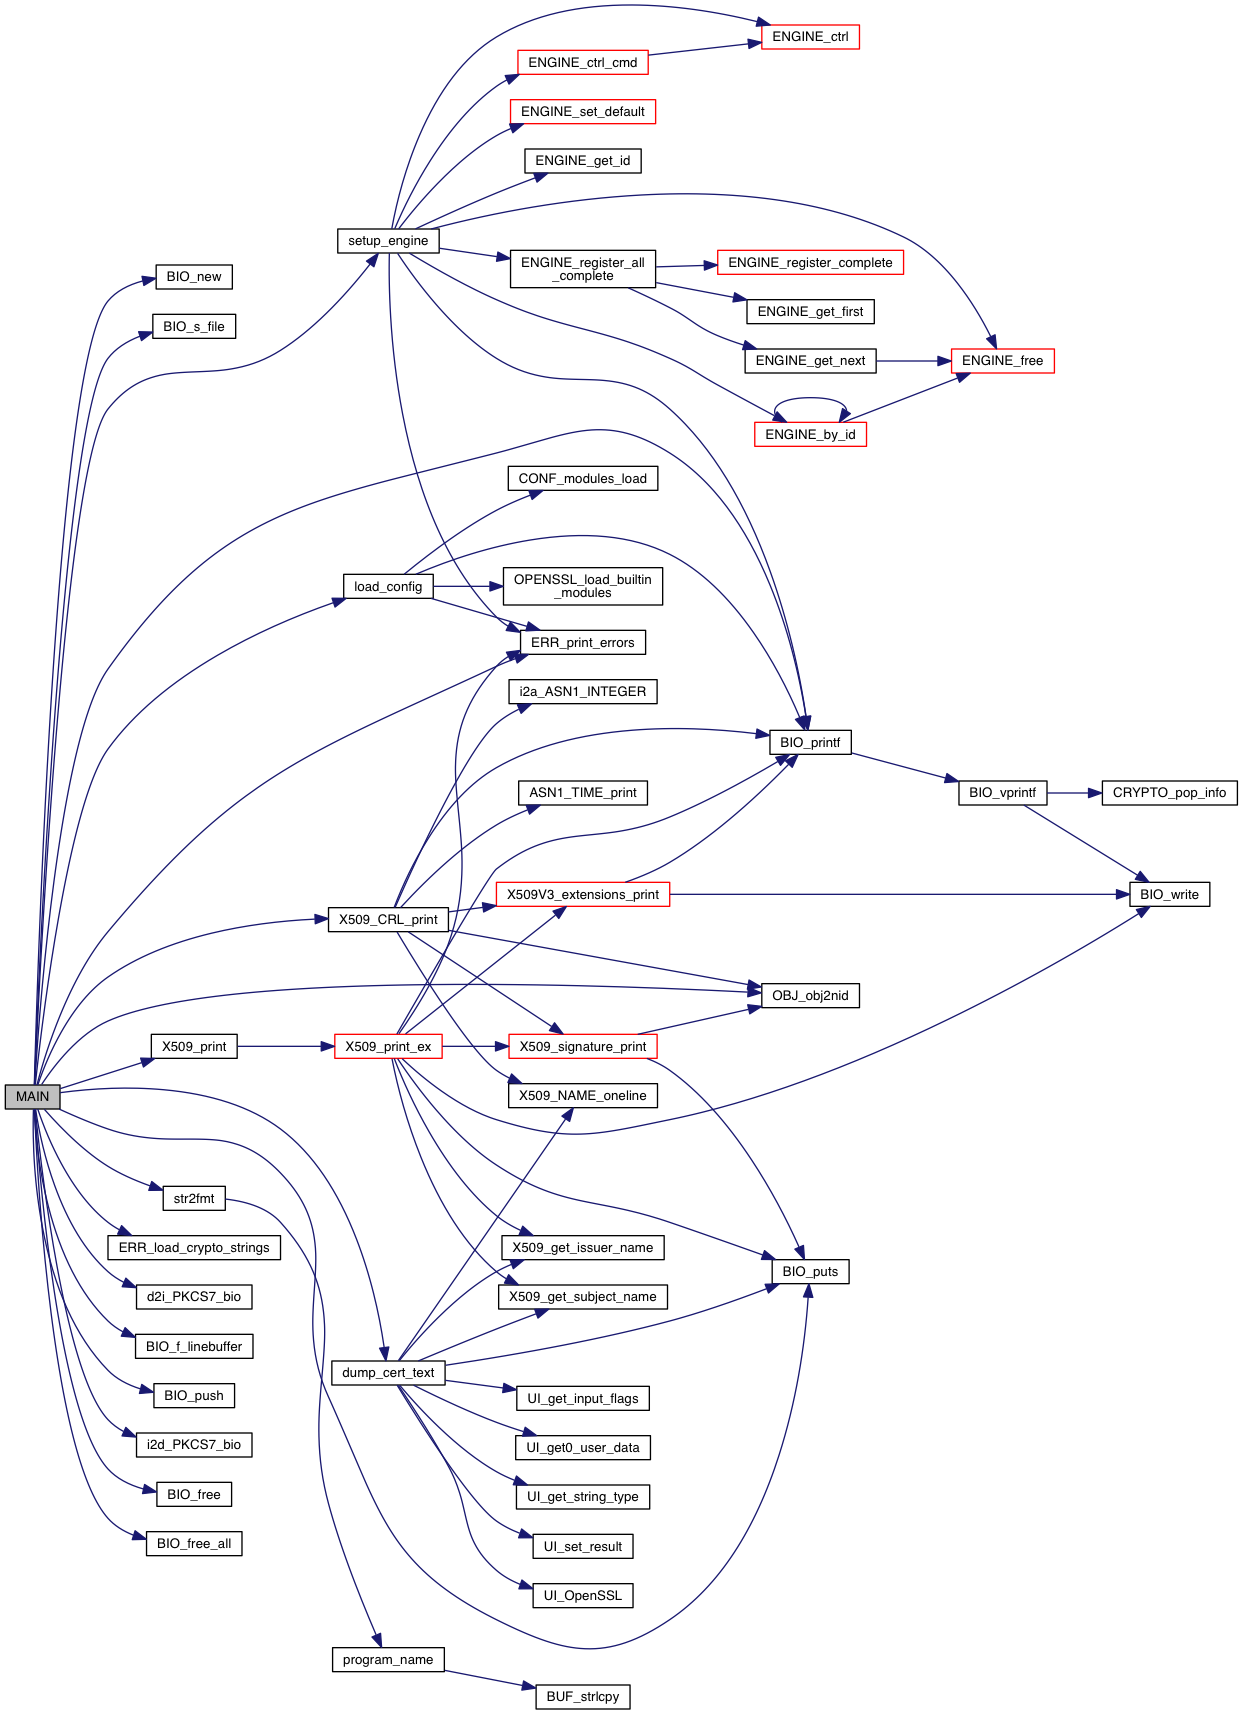 ENGINE_ctrl
ENGINE_ctrl_cmd
ENGINE_set_default
ENGINE_get_id
setup_engine
ENGINE_register_all
_complete
ENGINE_register_complete
BIO_new
ENGINE_get_first
BIO_s_file
ENGINE_get_next
ENGINE_free
ENGINE_by_id
CONF_modules_load
load_config
OPENSSL_load_builtin
_modules
ERR_print_errors
i2a_ASN1_INTEGER
BIO_printf
ASN1_TIME_print
BIO_vprintf
CRYPTO_pop_info
X509V3_extensions_print
BIO_write
X509_CRL_print
OBJ_obj2nid
X509_print
X509_print_ex
X509_signature_print
MAIN
X509_NAME_oneline
str2fmt
ERR_load_crypto_strings
X509_get_issuer_name
BIO_puts
d2i_PKCS7_bio
X509_get_subject_name
BIO_f_linebuffer
dump_cert_text
BIO_push
UI_get_input_flags
i2d_PKCS7_bio
UI_get0_user_data
BIO_free
UI_get_string_type
BIO_free_all
UI_set_result
UI_OpenSSL
program_name
BUF_strlcpy